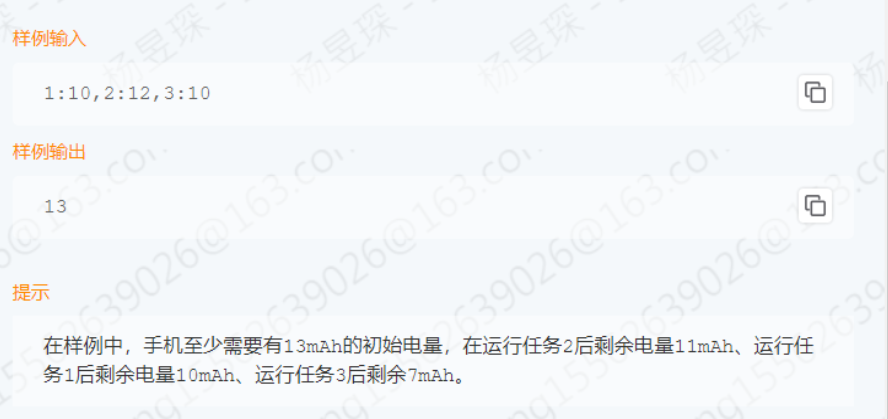 样例输入
1:10,2:12,3:10
样例输出
13
提示
在样例中，手机至少需要有13mAh的初始电量，在运行任务2后剩余电量11mAh、运行任
务1后剩余电量10mAh、运行任务3后剩余7mAh。